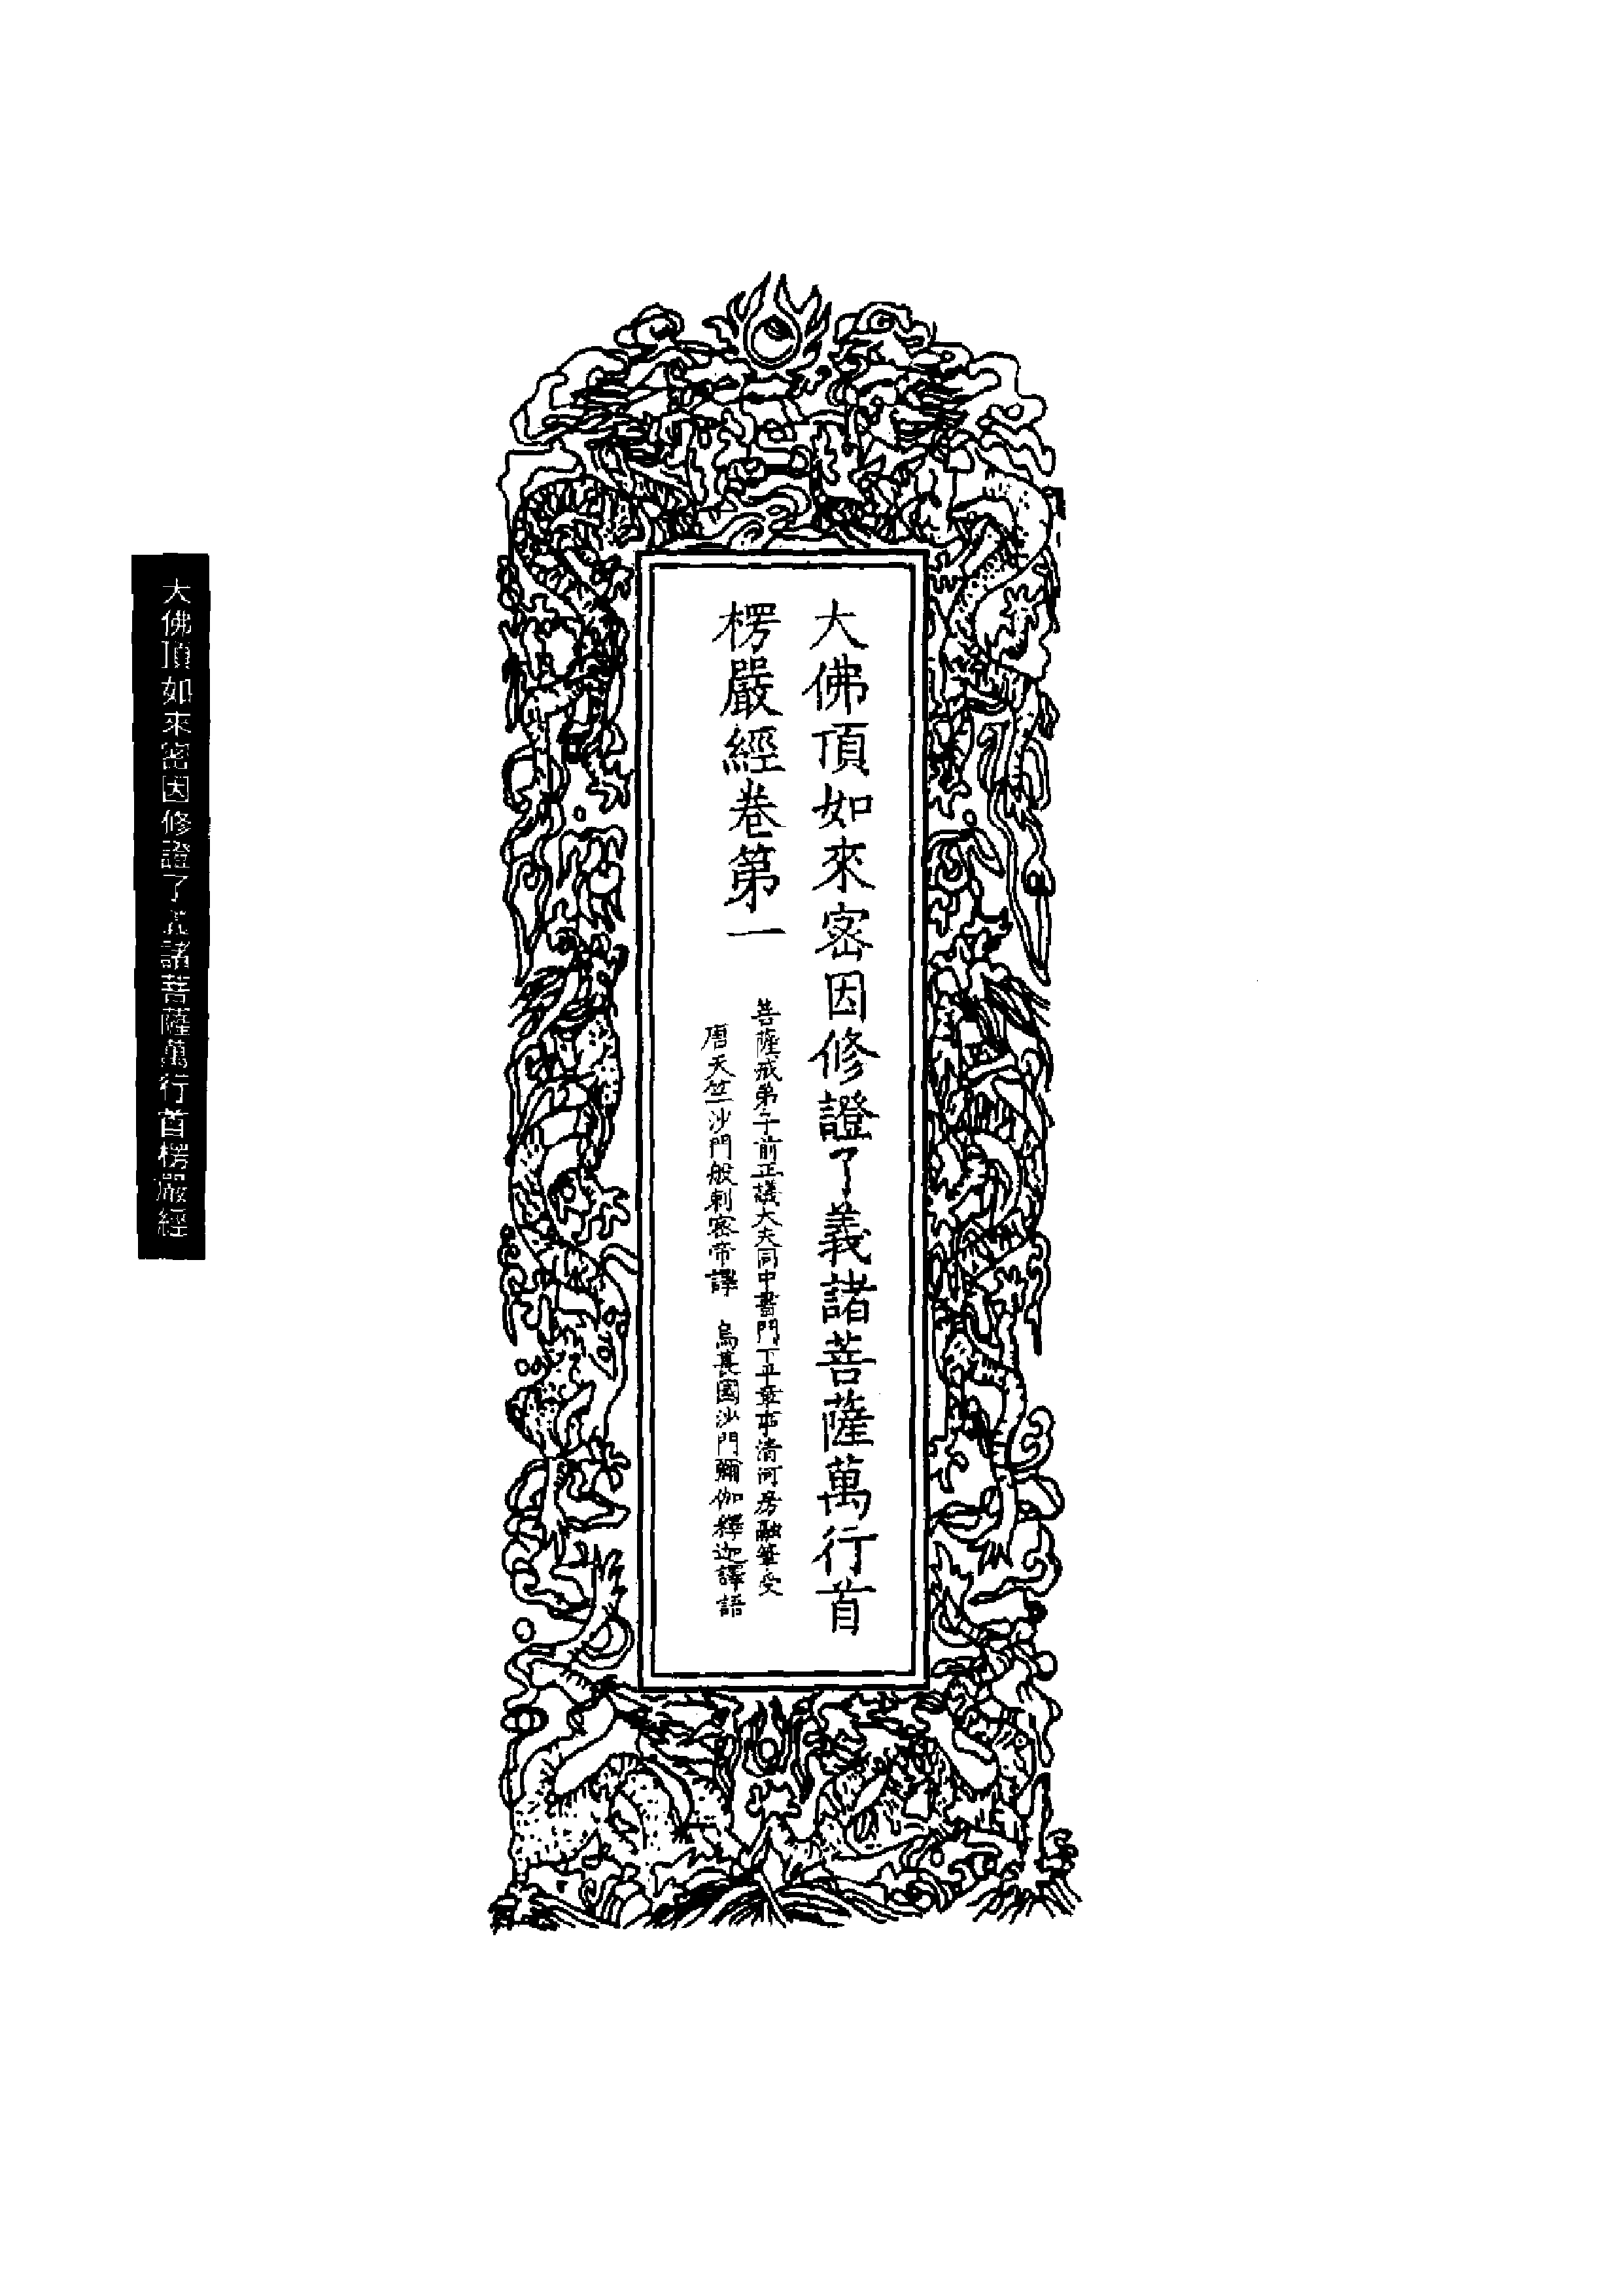 大佛頂如來密因修證了義諸菩薩萬行首
楞嚴經卷第一
菩薩戒弟子前正議大夫同中書門下平章事清河房融筆受
唐天竺沙門般剌密帝譯　烏萇國沙門彌伽釋迦譯語
大佛頂如來密因修證了義諸菩薩萬行首楞嚴經